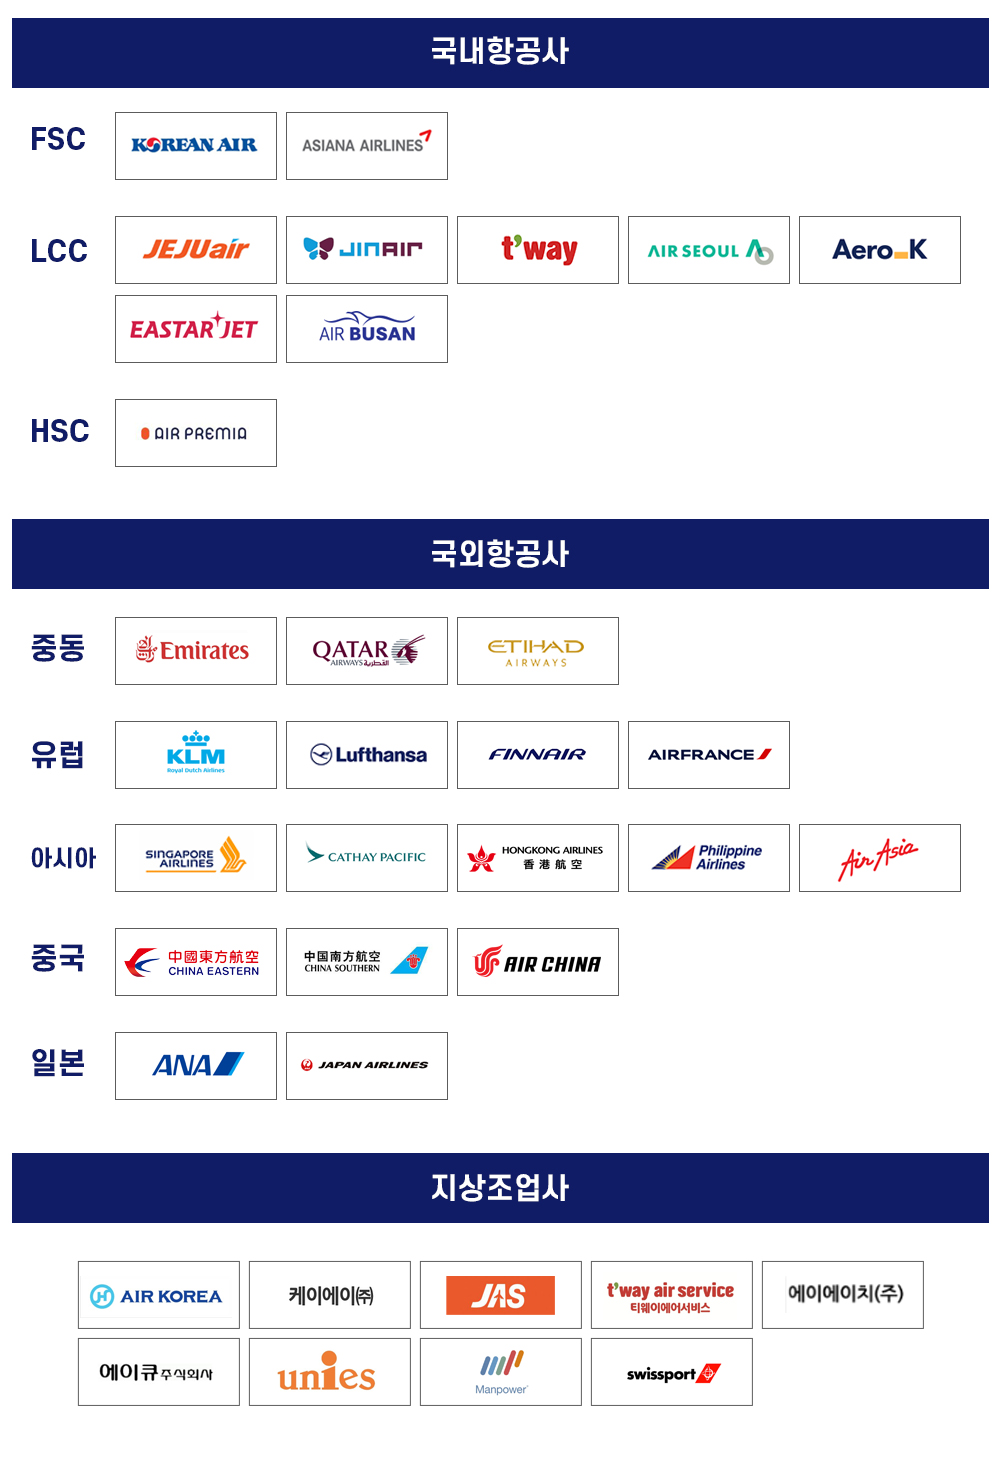 국내항공사
FSC
KOREAN AIR
ASIANA AIRLINES
LCC
JEJUair
JINAIR
t'way
AIR SEOUL
Aero_K
EASTAR JET
AIR BUSAN
HSC
AIR PREMIA
국외항공사
중동
Emirates
QATAR
AIRWAYS القطرية
ETIHAD
AIRWAYS
유럽
KLM
Royal Dutch Airlines
Lufthansa
FINNAIR
AIRFRANCE
아시아
SINGAPORE
AIRLINES
CATHAY PACIFIC
HONGKONG AIRLINES
香港航空
Philippine
Airlines
Air Asia
중국
中國東方航空
CHINA EASTERN
中国南方航空
CHINA SOUTHERN
AIR CHINA
일본
ANA
JAPAN AIRLINES
지상조업사
AIR KOREA
케이에이㈜
JAS
t'way air service
티웨이에어서비스
에이에이치(주)
에이큐주식회사
unies
Manpower
swissport